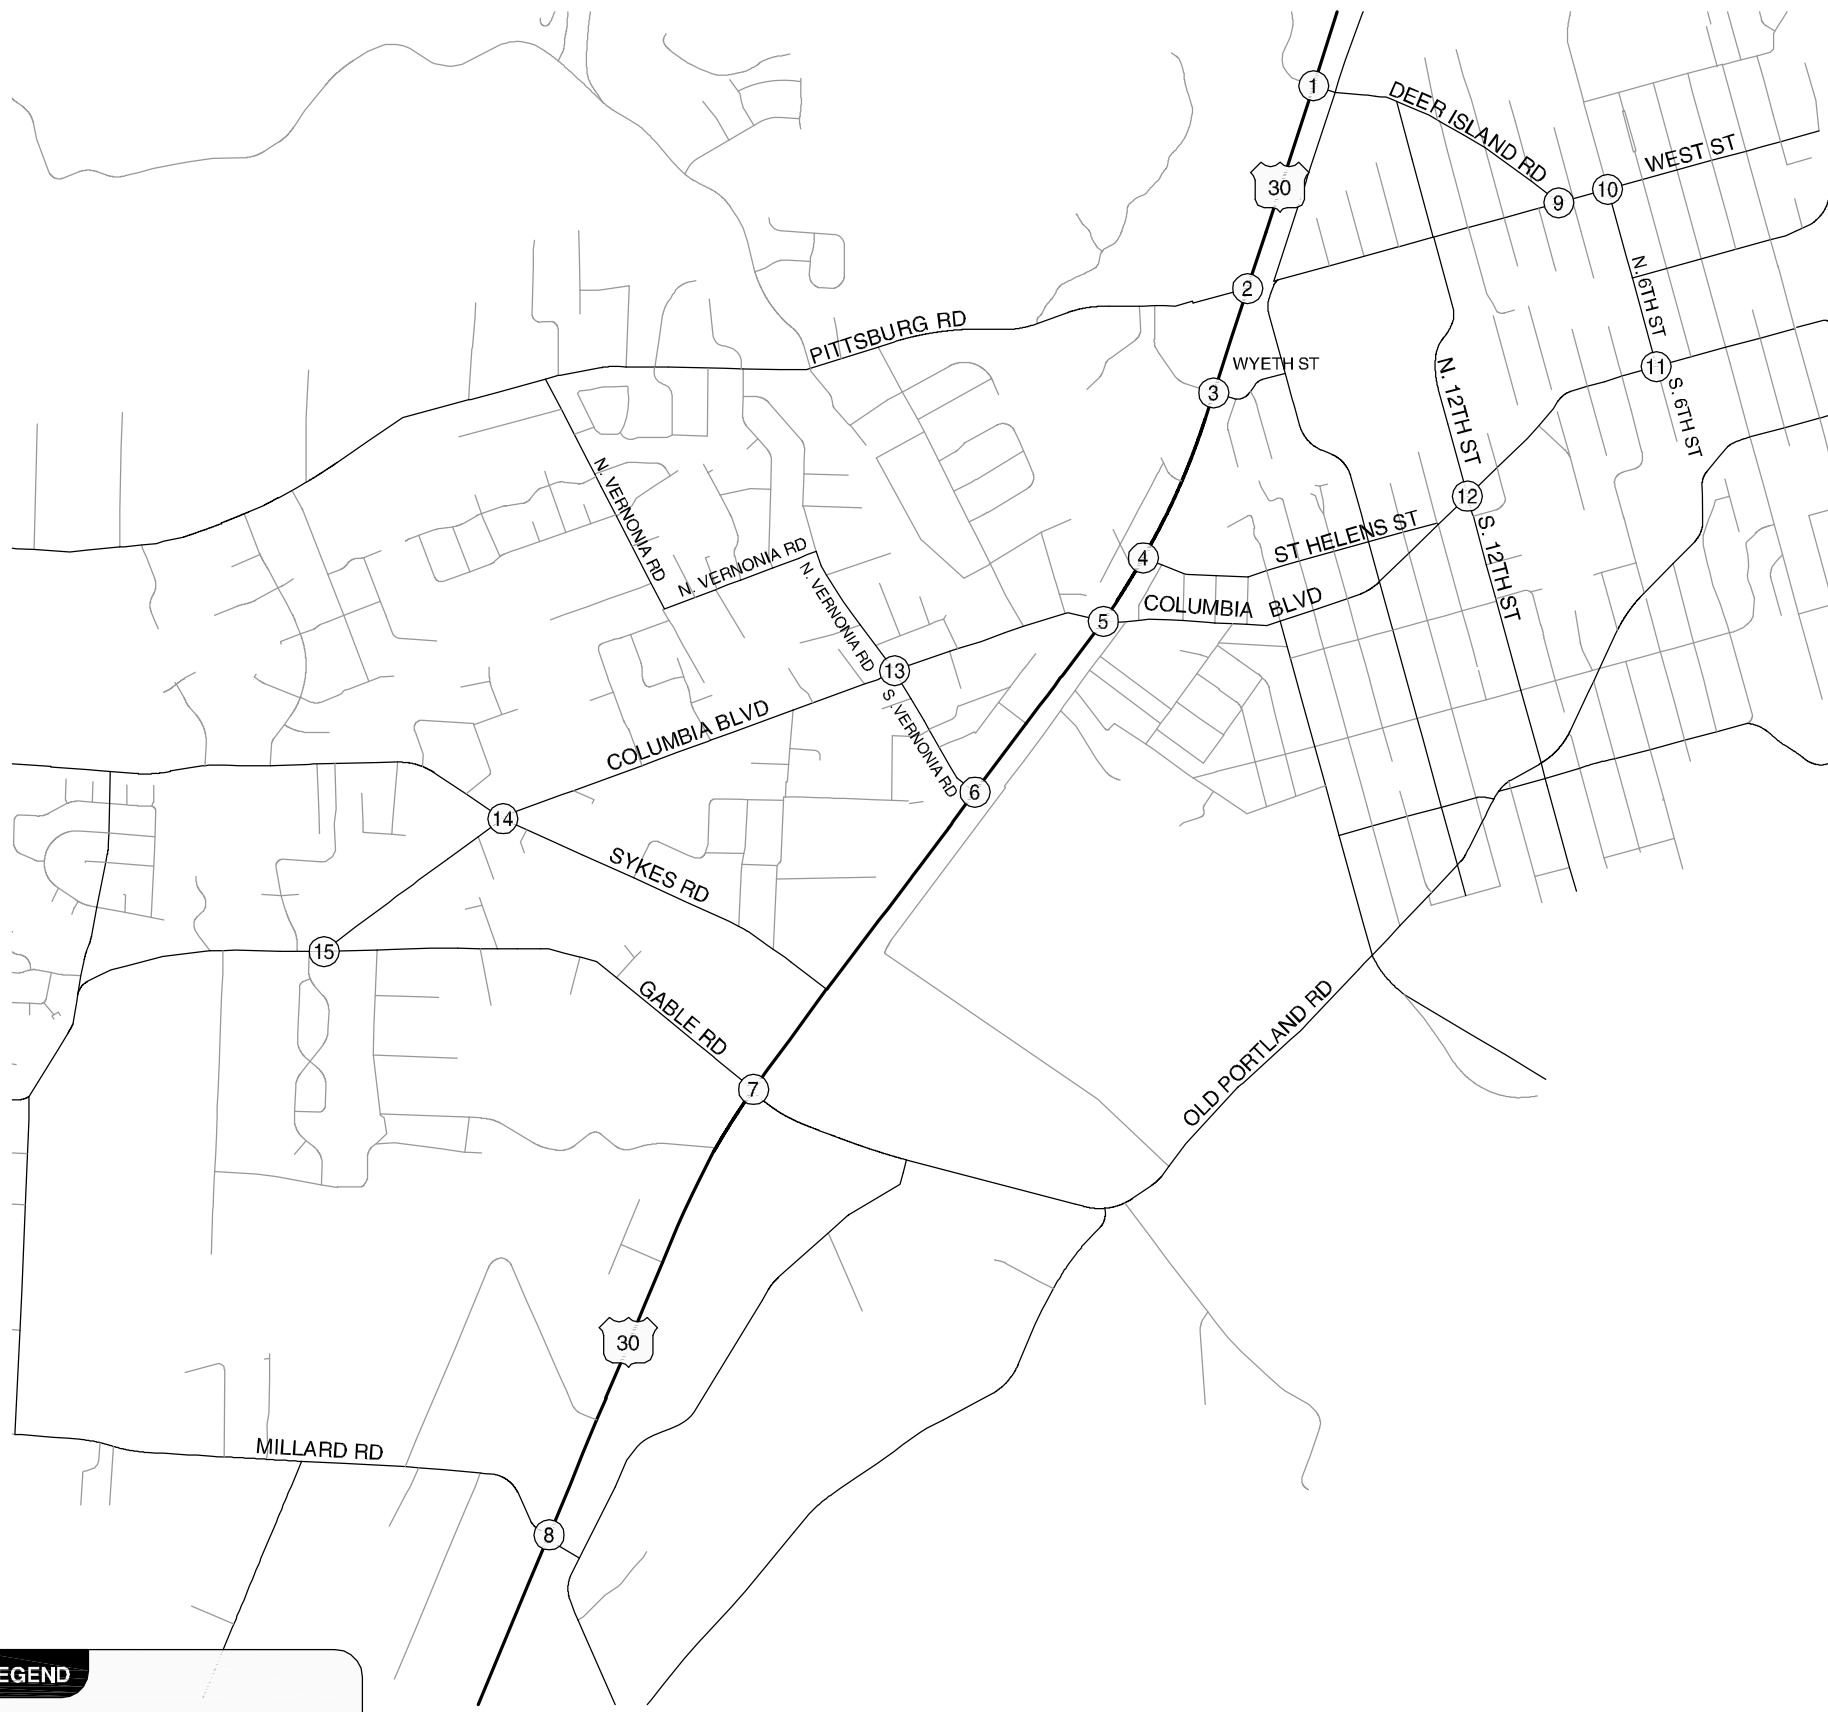 1
DEER ISLAND RD
WEST ST
30
10
9
2
N. 6TH ST
PITTSBURG RD
WYETH ST
3
11
N. 12TH ST
S. 6TH ST
N. VERNONIA RD
12
ST HELENS ST
S. 12TH ST
4
N. VERNONIA RD
N. VERNONIA RD
COLUMBIA BLVD
5
13
S. VERNONIA RD
COLUMBIA BLVD
6
14
SYKES RD
15
GABLE RD
OLD PORTLAND RD
7
30
MILLARD RD
8
EGEND